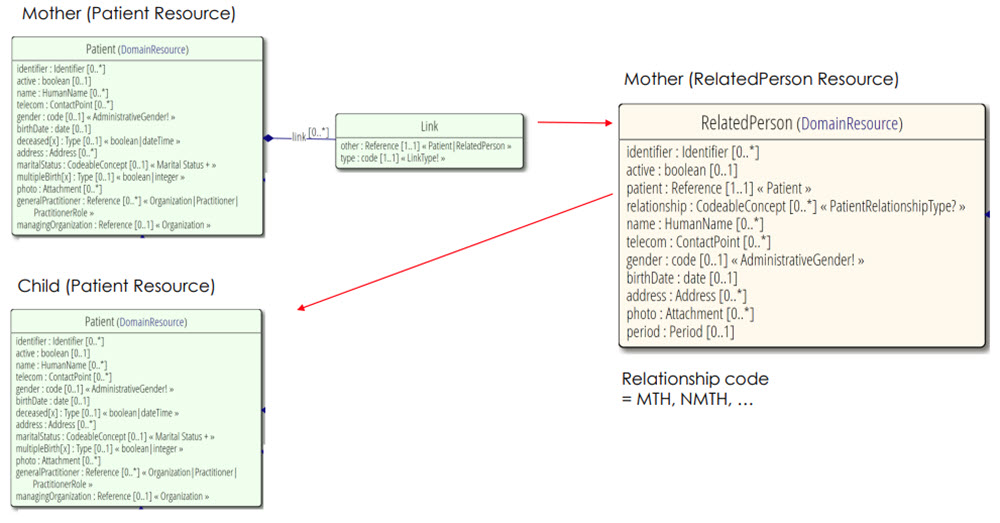 Mother (Patient Resource)
Patient (DomainResource)
identifier : Identifier [0..*]
active : boolean [0..1]
name : HumanName [0..*]
telecom : ContactPoint [0..*]
gender : code [0..1] « AdministrativeGender! »
birthDate : date [0..1]
deceased[x] : Type [0..1] « boolean|dateTime »
address : Address [0..*]
maritalStatus : CodeableConcept [0..1] « Marital Status + »
multipleBirth[x] : Type [0..1] « boolean|integer »
photo : Attachment [0..*]
generalPractitioner : Reference [0..*] « Organization|Practitioner|
PractitionerRole »
managingOrganization : Reference [0..1] « Organization »
link [0..*]
Link
other : Reference [1..1] « Patient|RelatedPerson »
type : code [1..1] « LinkType! »
Mother (RelatedPerson Resource)
RelatedPerson (DomainResource)
identifier : Identifier [0..*]
active : boolean [0..1]
patient : Reference [1..1] « Patient »
relationship : CodeableConcept [0..*] « PatientRelationshipType? »
name : HumanName [0..*]
telecom : ContactPoint [0..*]
gender : code [0..1] « AdministrativeGender! »
birthDate : date [0..1]
address : Address [0..*]
photo : Attachment [0..*]
period : Period [0..1]
Relationship code
= MTH, NMTH, …
Child (Patient Resource)
Patient (DomainResource)
identifier : Identifier [0..*]
active : boolean [0..1]
name : HumanName [0..*]
telecom : ContactPoint [0..*]
gender : code [0..1] « AdministrativeGender! »
birthDate : date [0..1]
deceased[x] : Type [0..1] « boolean|dateTime »
address : Address [0..*]
maritalStatus : CodeableConcept [0..1] « Marital Status + »
multipleBirth[x] : Type [0..1] « boolean|integer »
photo : Attachment [0..*]
generalPractitioner : Reference [0..*] « Organization|Practitioner|
PractitionerRole »
managingOrganization : Reference [0..1] « Organization »